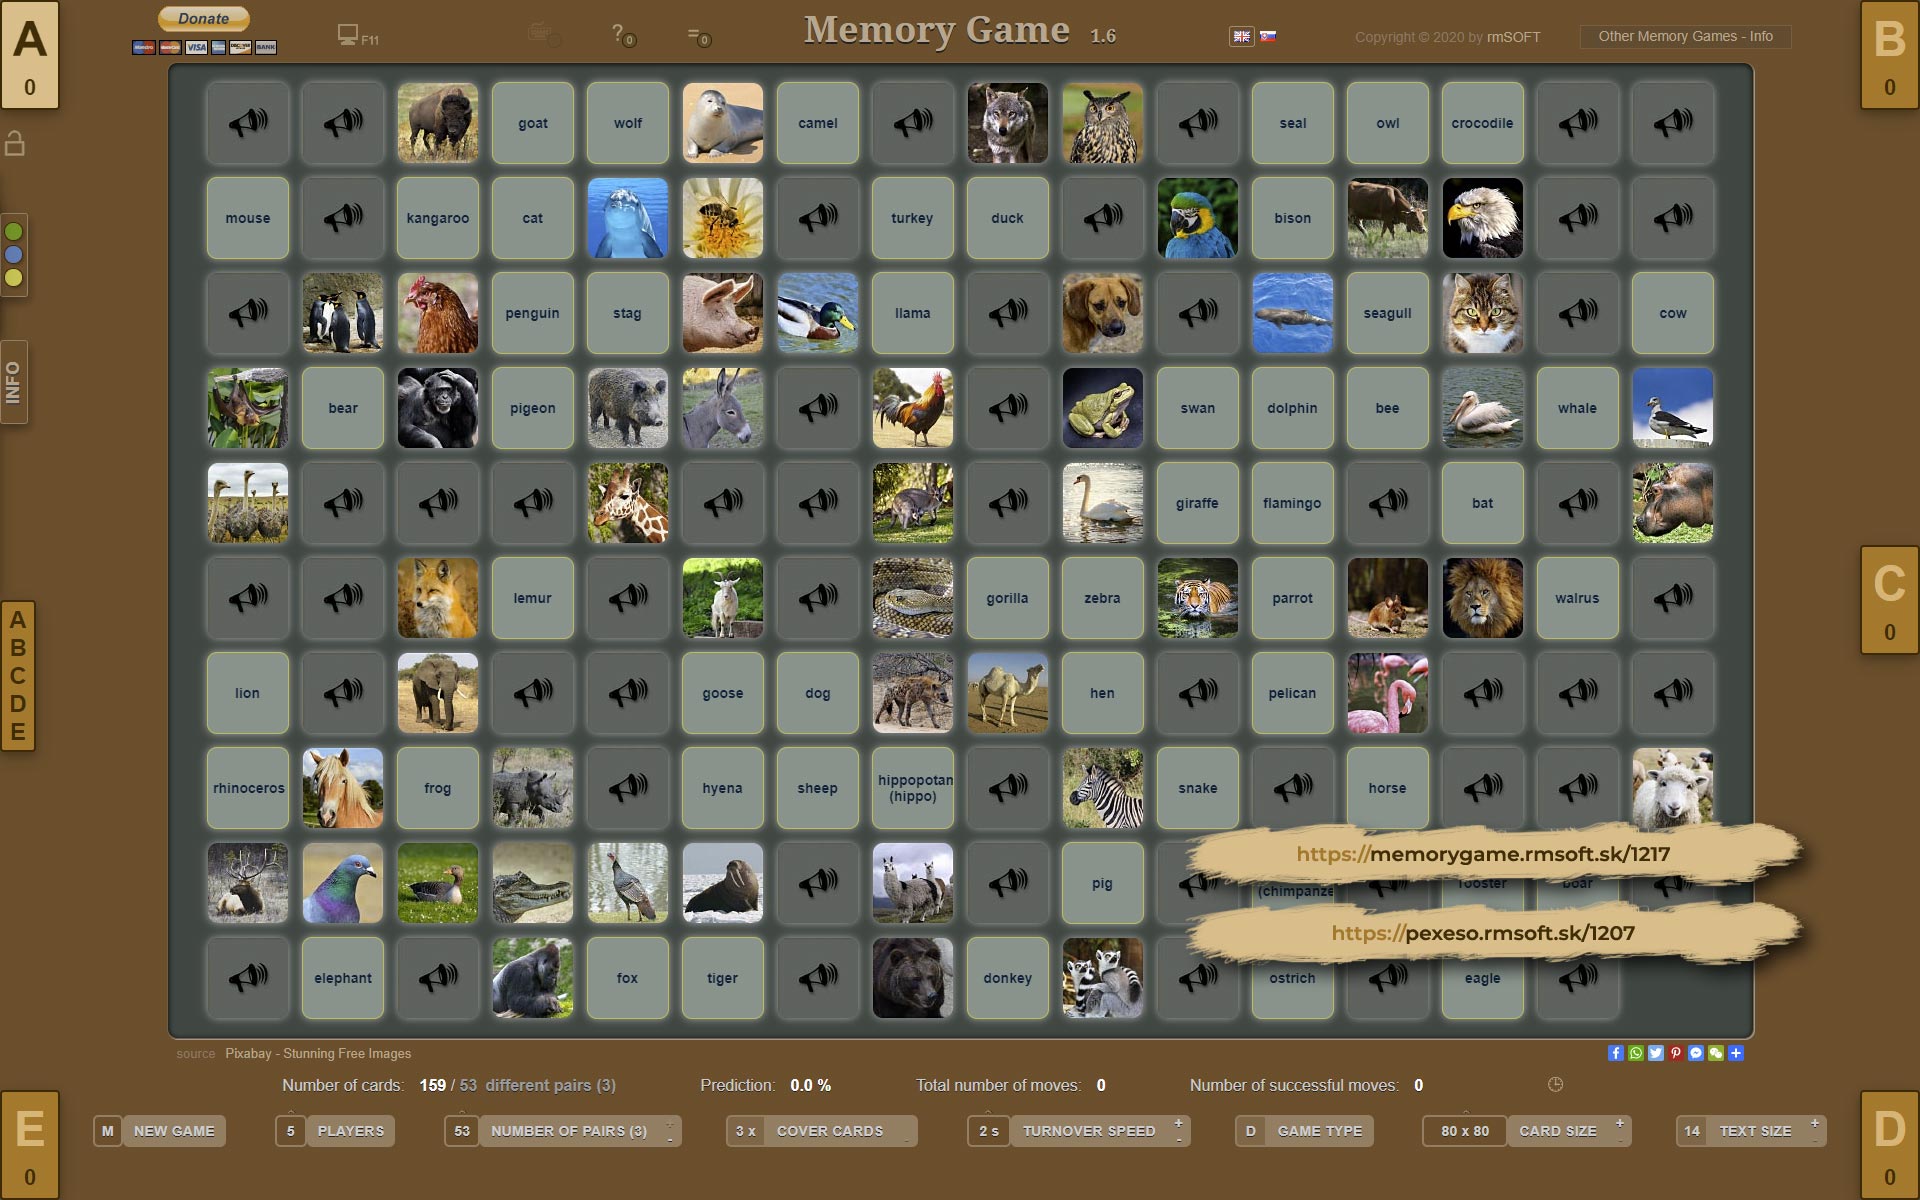 A
0
Donate
Maestro MasterCard VISA BANK
F11
? 0
= 0
Memory Game 1.6
Copyright © 2020 by rmSOFT
Other Memory Games - Info
B
0
goat wolf camel seal owl crocodile
mouse kangaroo cat turkey duck bison
penguin stag llama seagull cow
INFO
bear pigeon swan dolphin bee whale
giraffe flamingo bat
lemur gorilla zebra parrot walrus
C
0
A
B
C
D
E
lion goose dog hen pelican
rhinoceros frog hyena sheep hippopotan snake horse
(hippo)
https://memorygame.rmsoft.sk/1217
pig (chimpanze rooster boar
https://pexeso.rmsoft.sk/1207
elephant fox tiger donkey ostrich eagle
source Pixabay - Stunning Free Images
Number of cards: 159 / 53 different pairs (3) Prediction: 0.0 % Total number of moves: 0 Number of successful moves: 0
E
0
M NEW GAME 5 PLAYERS 53 NUMBER OF PAIRS (3) + - 3 x COVER CARDS - 2 s TURNOVER SPEED + - D GAME TYPE 80 x 80 CARD SIZE + - 14 TEXT SIZE + -
D
0